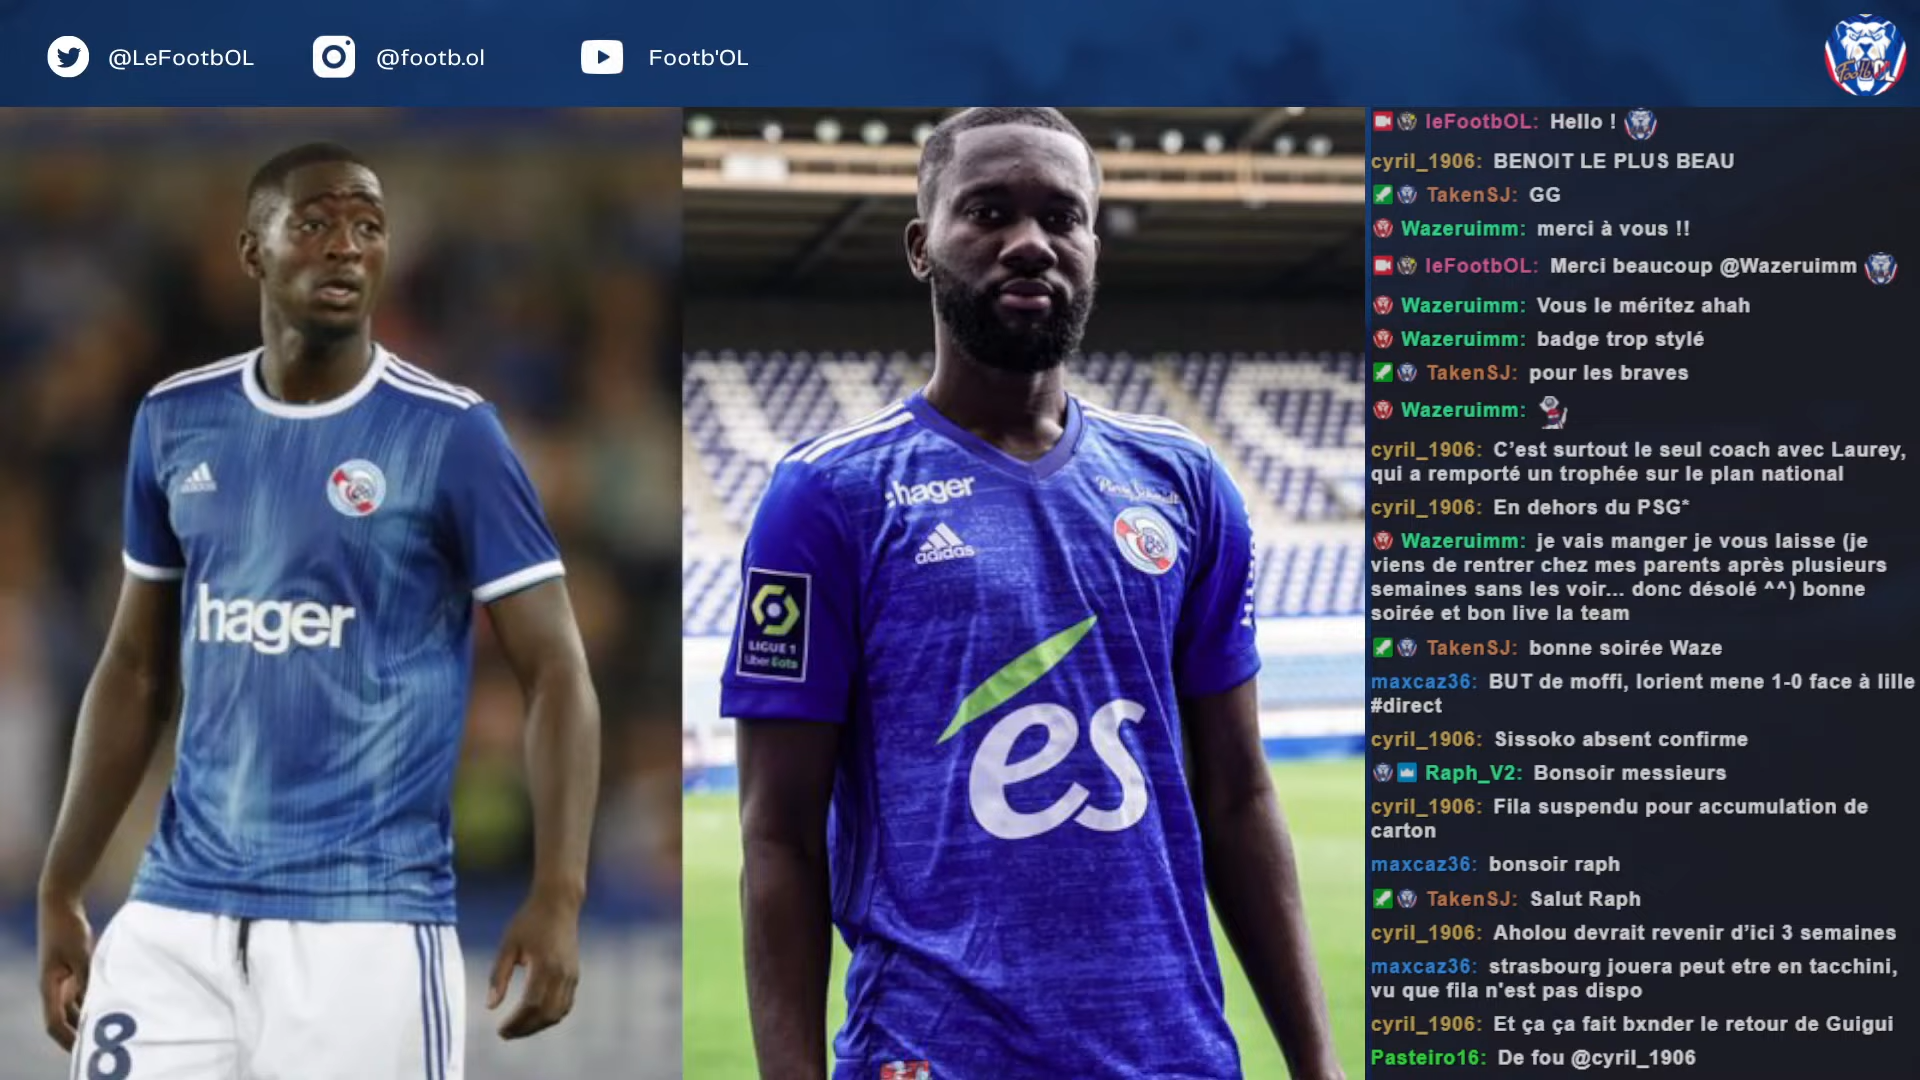 @LeFootbOL
@footb.ol
Footb'OL
Footb'OL
adidas
hager
8
hager
adidas
LIGUE 1
Uber Eats
és
leFootbOL: Hello !
cyril_1906: BENOIT LE PLUS BEAU
TakenSJ: GG
Wazeruimm: merci à vous !!
leFootbOL: Merci beaucoup @Wazeruimm
Wazeruimm: Vous le méritez ahah
Wazeruimm: badge trop stylé
TakenSJ: pour les braves
Wazeruimm:
cyril_1906: C’est surtout le seul coach avec Laurey,
qui a remporté un trophée sur le plan national
cyril_1906: En dehors du PSG*
Wazeruimm: je vais manger je vous laisse (je
viens de rentrer chez mes parents après plusieurs
semaines sans les voir... donc désolé ^^) bonne
soirée et bon live la team
TakenSJ: bonne soirée Waze
maxcaz36: BUT de moffi, lorient mene 1-0 face à lille
#direct
cyril_1906: Sissoko absent confirme
Raph_V2: Bonsoir messieurs
cyril_1906: Fila suspendu pour accumulation de
carton
maxcaz36: bonsoir raph
TakenSJ: Salut Raph
cyril_1906: Aholou devrait revenir d’ici 3 semaines
maxcaz36: strasbourg jouera peut etre en tacchini,
vu que fila n'est pas dispo
cyril_1906: Et ça ça fait bxnder le retour de Guigui
Pasteiro16: De fou @cyril_1906